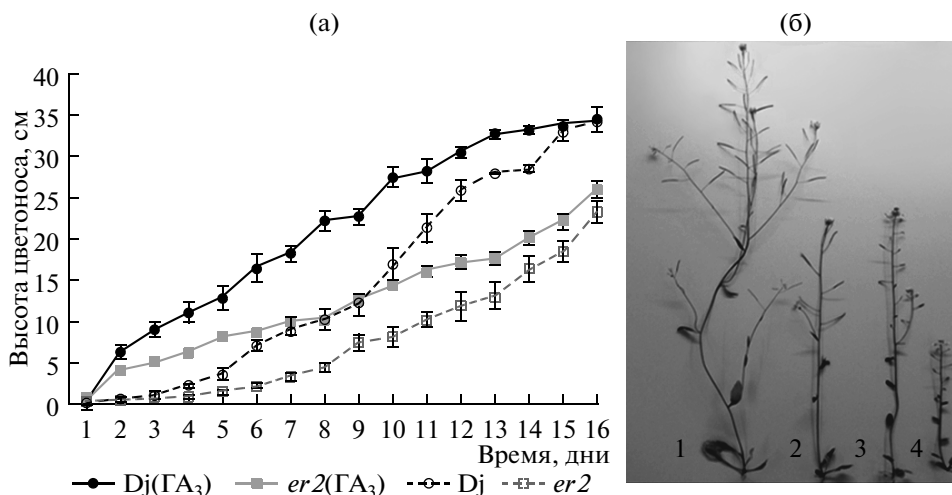 (а)
(б)
Высота цветоноса, см
40
35
30
25
20
15
10
5
0
1 2 3 4 5 6 7 8 9 10 11 12 13 14 15 16
Время, дни
Dj(ГА₃) er2(ГА₃) Dj er2
1 2 3 4